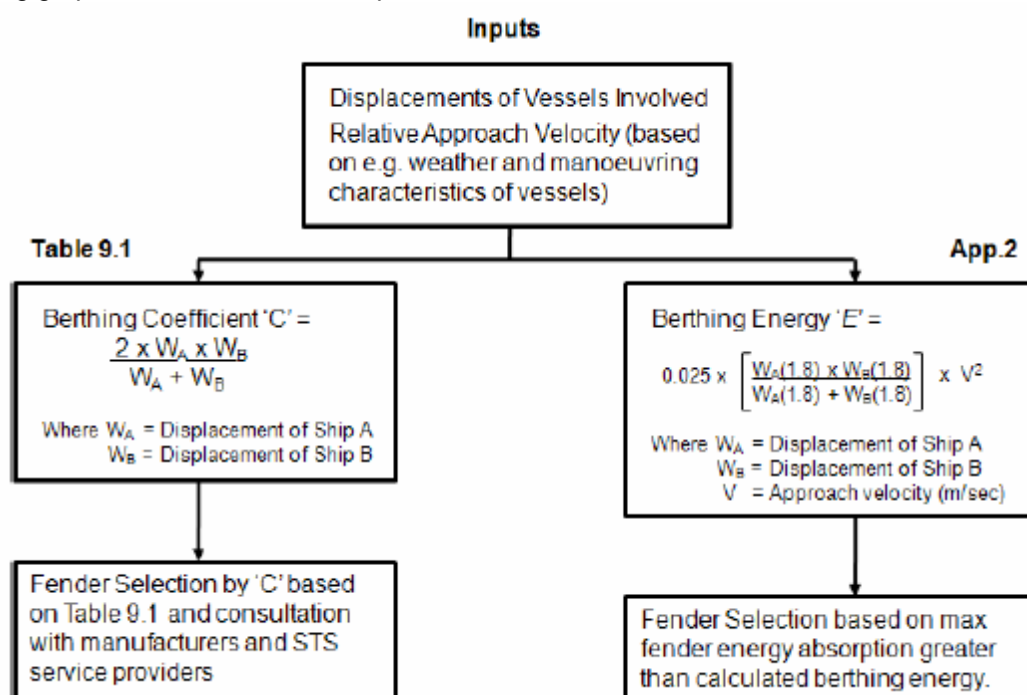 Inputs
Displacements of Vessels Involved
Relative Approach Velocity (based
on e.g. weather and manoeuvring
characteristics of vessels)
Table 9.1
App.2
Berthing Coefficient 'C' =
2 x WA x WB
WA + WB
Where WA = Displacement of Ship A
WB = Displacement of Ship B
Berthing Energy 'E' =
0.025 x [WA(1.8) x WB(1.8)] x V²
WA(1.8) + WB(1.8)
Where WA = Displacement of Ship A
WB = Displacement of Ship B
V = Approach velocity (m/sec)
Fender Selection by 'C' based
on Table 9.1 and consultation
with manufacturers and STS
service providers
Fender Selection based on max
fender energy absorption greater
than calculated berthing energy.